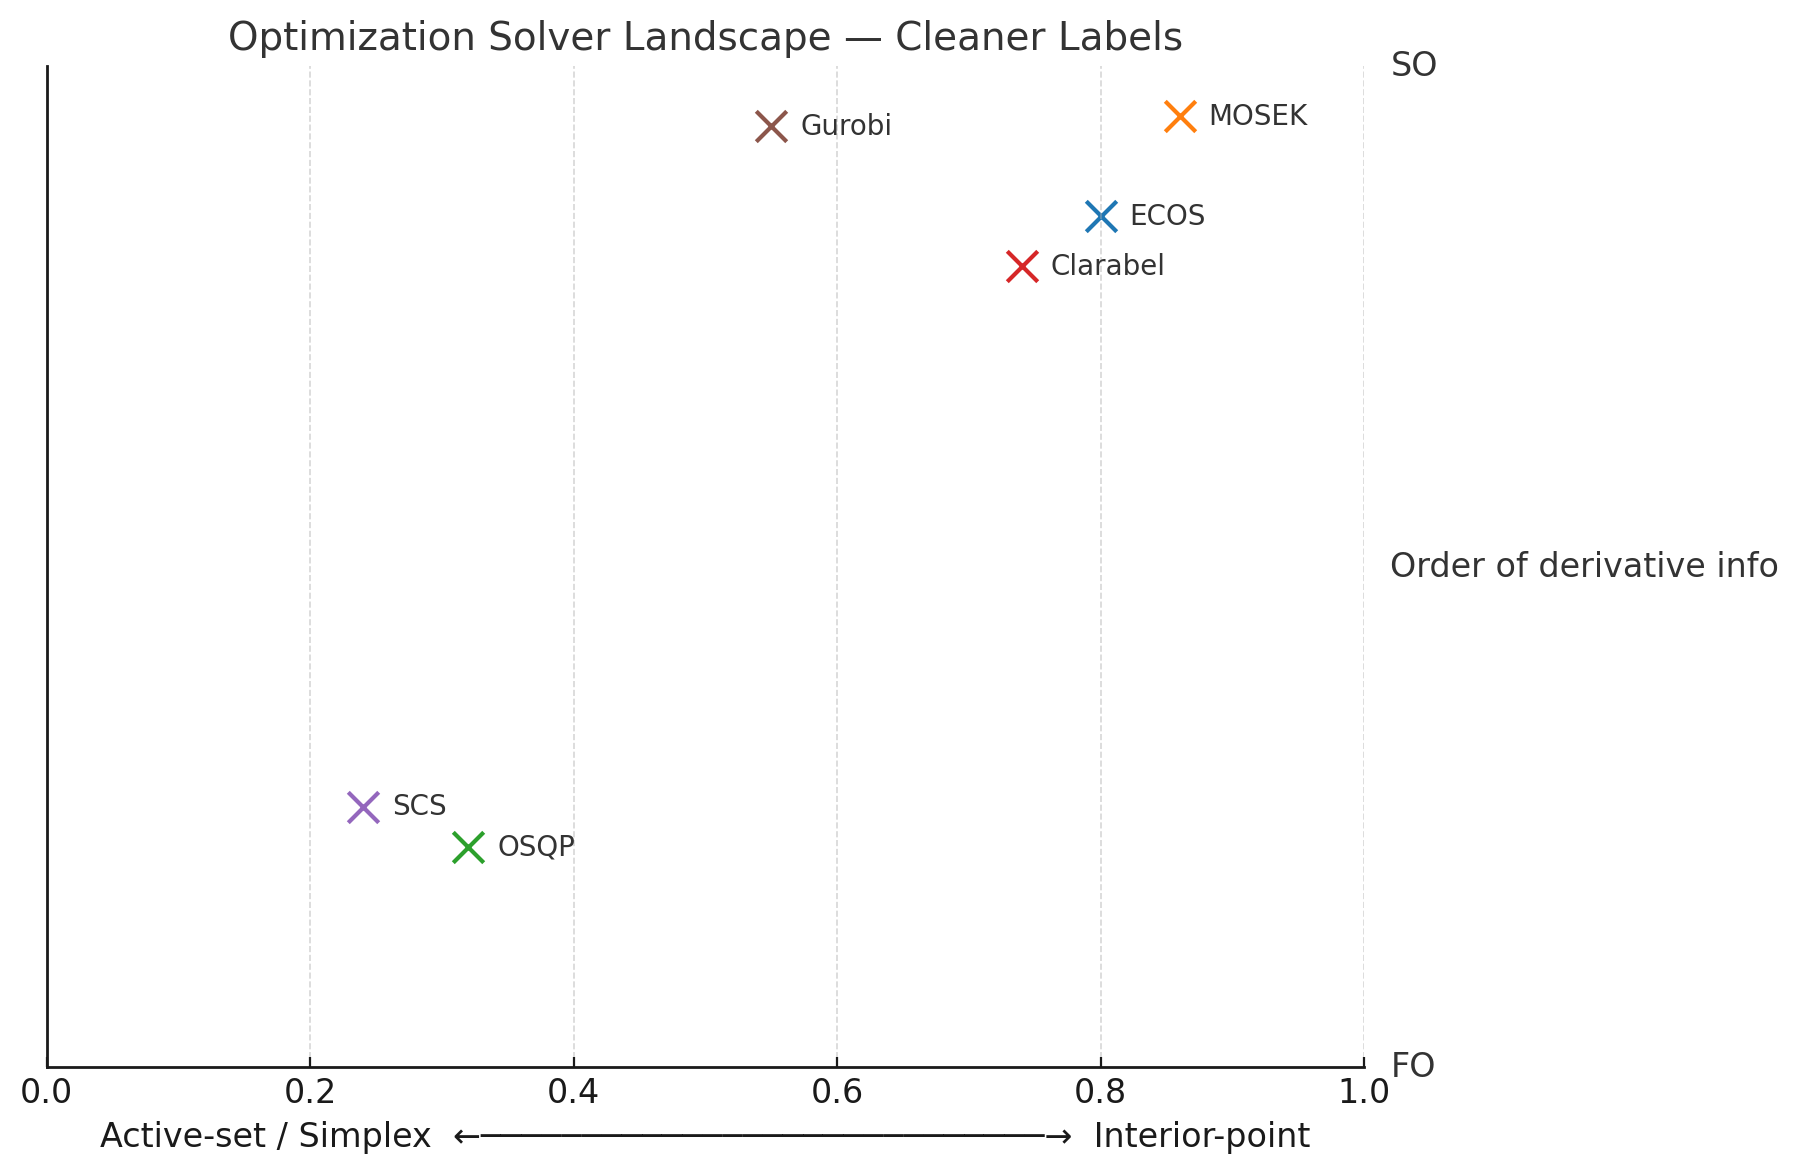 Optimization Solver Landscape — Cleaner Labels
SO
MOSEK
Gurobi
ECOS
Clarabel
Order of derivative info
SCS
OSQP
FO
0.0 0.2 0.4 0.6 0.8 1.0
Active-set / Simplex ←──────────────→ Interior-point